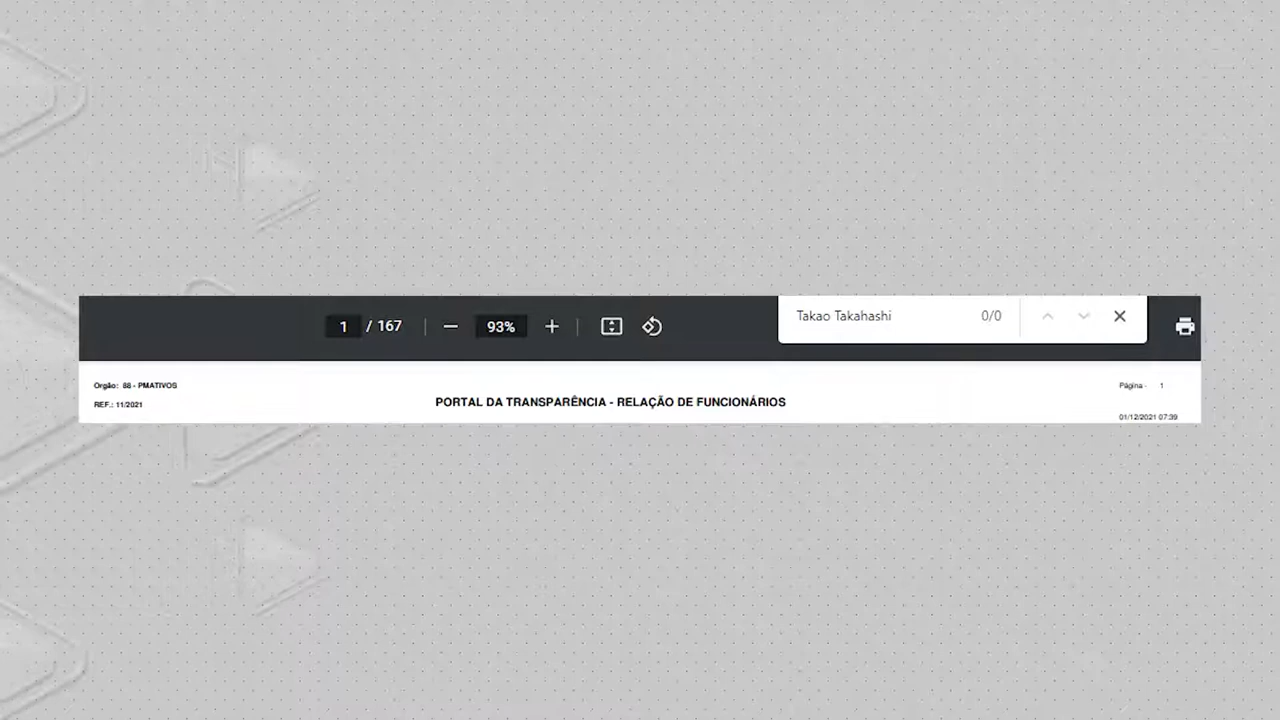 1 / 167 93% Takao Takahashi 0/0
Orgão: 88 - PMATIVOS
Página - 1
REF.: 11/2021
PORTAL DA TRANSPARÊNCIA - RELAÇÃO DE FUNCIONÁRIOS
01/12/2021 07:39